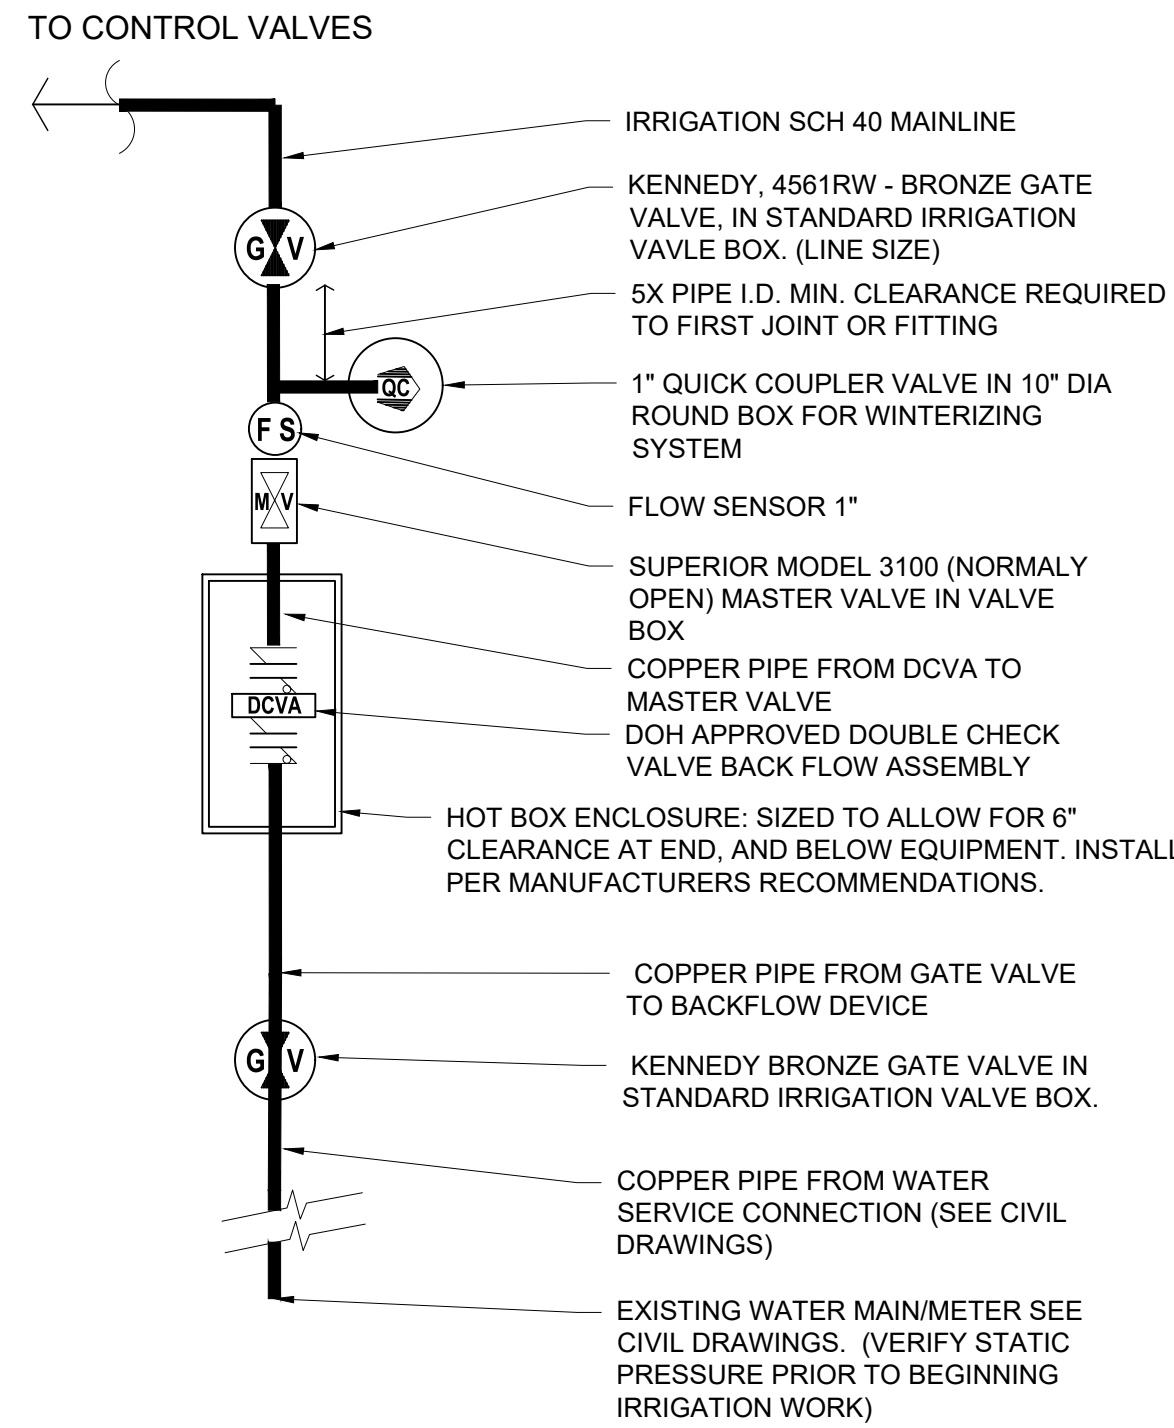 TO CONTROL VALVES
IRRIGATION SCH 40 MAINLINE
KENNEDY, 4561RW - BRONZE GATE
VALVE, IN STANDARD IRRIGATION
VAVLE BOX. (LINE SIZE)
G V
5X PIPE I.D. MIN. CLEARANCE REQUIRED
TO FIRST JOINT OR FITTING
QC
1" QUICK COUPLER VALVE IN 10" DIA
ROUND BOX FOR WINTERIZING
SYSTEM
F S
FLOW SENSOR 1"
M V
SUPERIOR MODEL 3100 (NORMALY
OPEN) MASTER VALVE IN VALVE
BOX
COPPER PIPE FROM DCVA TO
MASTER VALVE
DCVA
DOH APPROVED DOUBLE CHECK
VALVE BACK FLOW ASSEMBLY
HOT BOX ENCLOSURE: SIZED TO ALLOW FOR 6"
CLEARANCE AT END, AND BELOW EQUIPMENT. INSTALL
PER MANUFACTURERS RECOMMENDATIONS.
COPPER PIPE FROM GATE VALVE
TO BACKFLOW DEVICE
G V
KENNEDY BRONZE GATE VALVE IN
STANDARD IRRIGATION VALVE BOX.
COPPER PIPE FROM WATER
SERVICE CONNECTION (SEE CIVIL
DRAWINGS)
EXISTING WATER MAIN/METER SEE
CIVIL DRAWINGS. (VERIFY STATIC
PRESSURE PRIOR TO BEGINNING
IRRIGATION WORK)